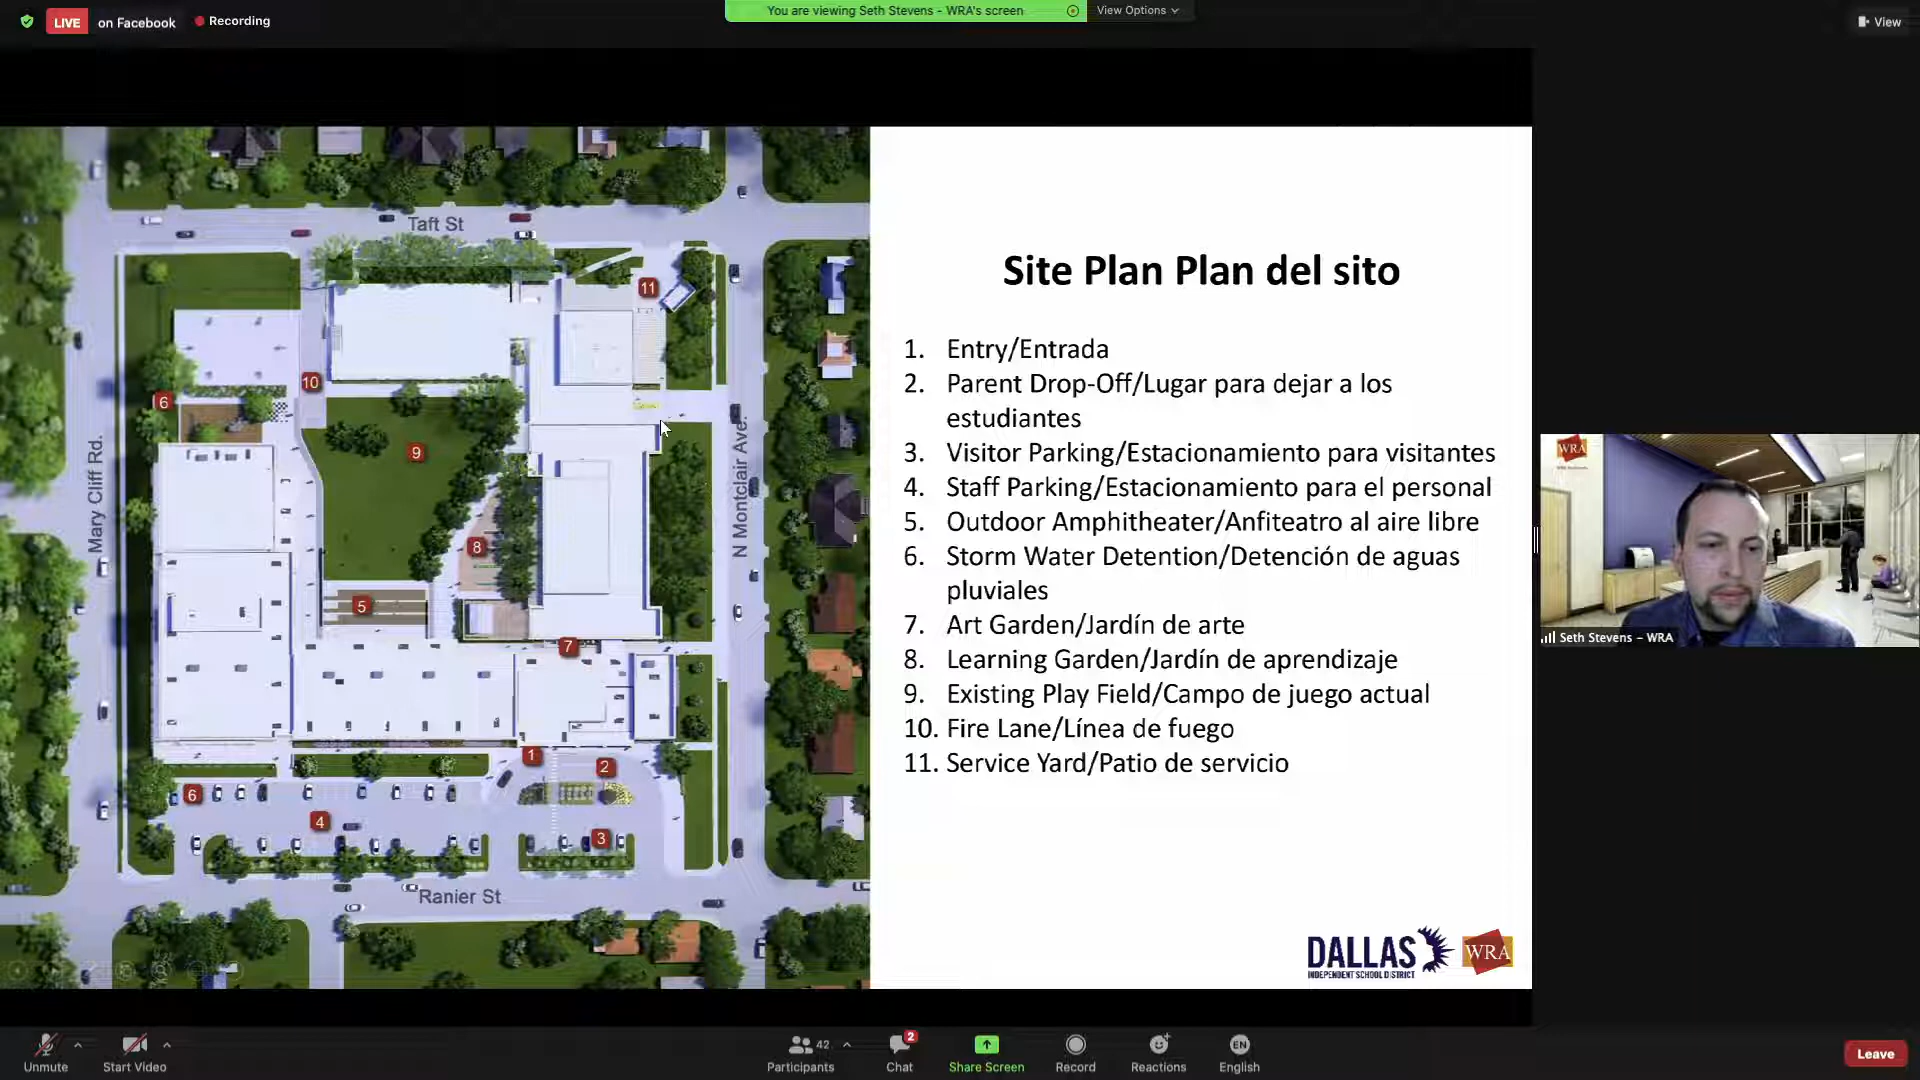 LIVE on Facebook Recording
You are viewing Seth Stevens - WRA's screen View Options
View
Taft St
Mary Cliff Rd.
N Montclair Ave.
Ranier St
11
10
6
9
8
5
7
1
2
6
4
3
Site Plan Plan del sito
1. Entry/Entrada
2. Parent Drop-Off/Lugar para dejar a los
estudiantes
3. Visitor Parking/Estacionamiento para visitantes
4. Staff Parking/Estacionamiento para el personal
5. Outdoor Amphitheater/Anfiteatro al aire libre
6. Storm Water Detention/Detención de aguas
pluviales
7. Art Garden/Jardín de arte
8. Learning Garden/Jardín de aprendizaje
9. Existing Play Field/Campo de juego actual
10. Fire Lane/Línea de fuego
11. Service Yard/Patio de servicio
DALLAS
INDEPENDENT SCHOOL DISTRICT
WRA
WRA
Seth Stevens – WRA
Unmute
Start Video
42
Participants
2
Chat
Share Screen
Record
Reactions
EN
English
Leave